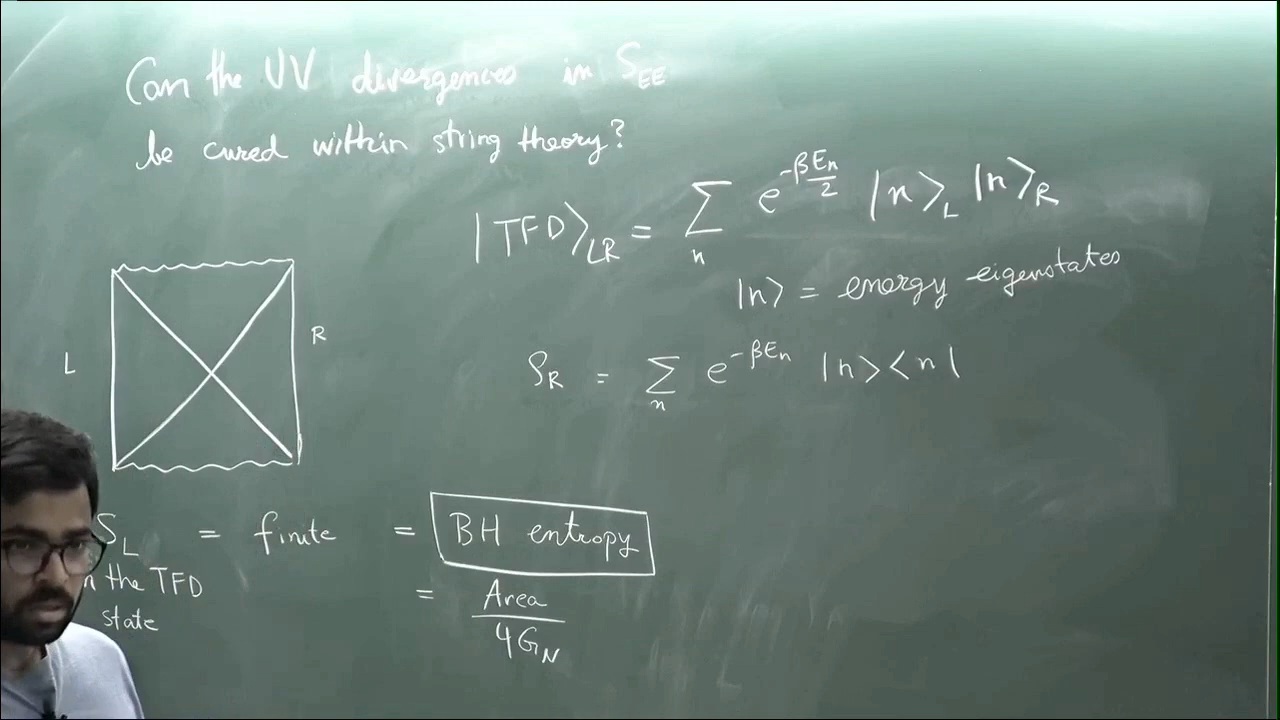 Can the UV divergences in S_EE
be cured within string theory?
|TFD⟩_LR = Σ_n e^{-βE_n/2} |n⟩_L |n⟩_R
|n⟩ = energy eigenstates
L
R
ρ_R = Σ_n e^{-βE_n} |n⟩⟨n|
S_L = finite = BH entropy
the TFD
state
= Area / 4G_N